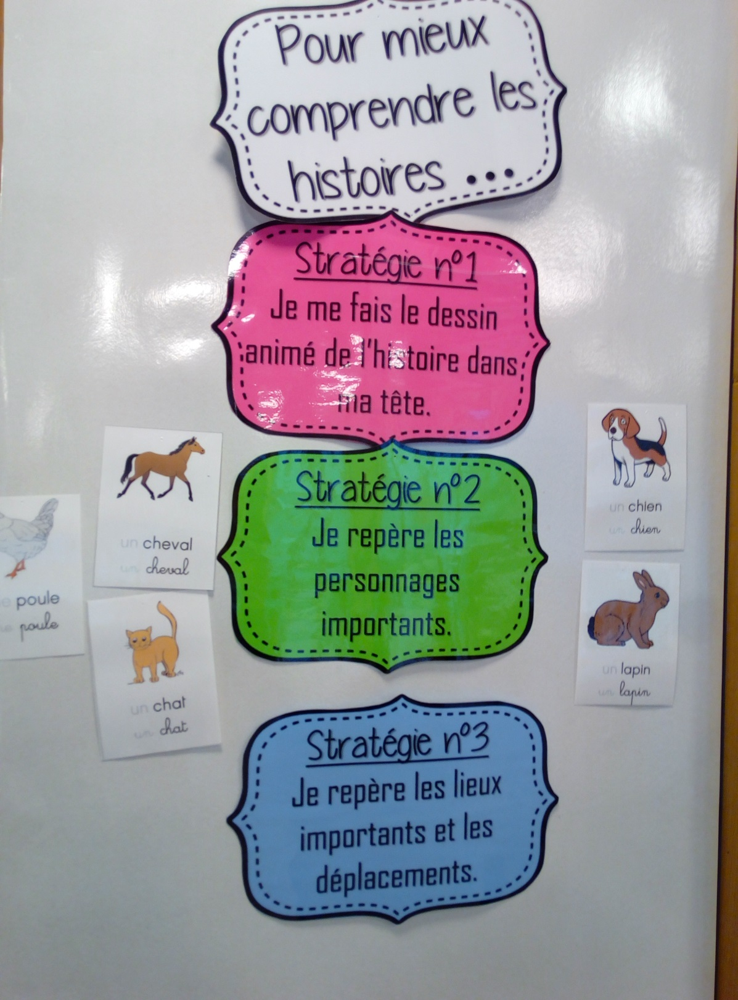 Pour mieux
comprendre les
histoires ...
Stratégie n°1
Je me fais le dessin
animé de l'histoire dans
ma tête.
Stratégie n°2
Je repère les
personnages
importants.
Stratégie n°3
Je repère les lieux
importants et les
déplacements.
poule
poule
un cheval
un cheval
un chat
un chat
un chien
un chien
un lapin
un lapin